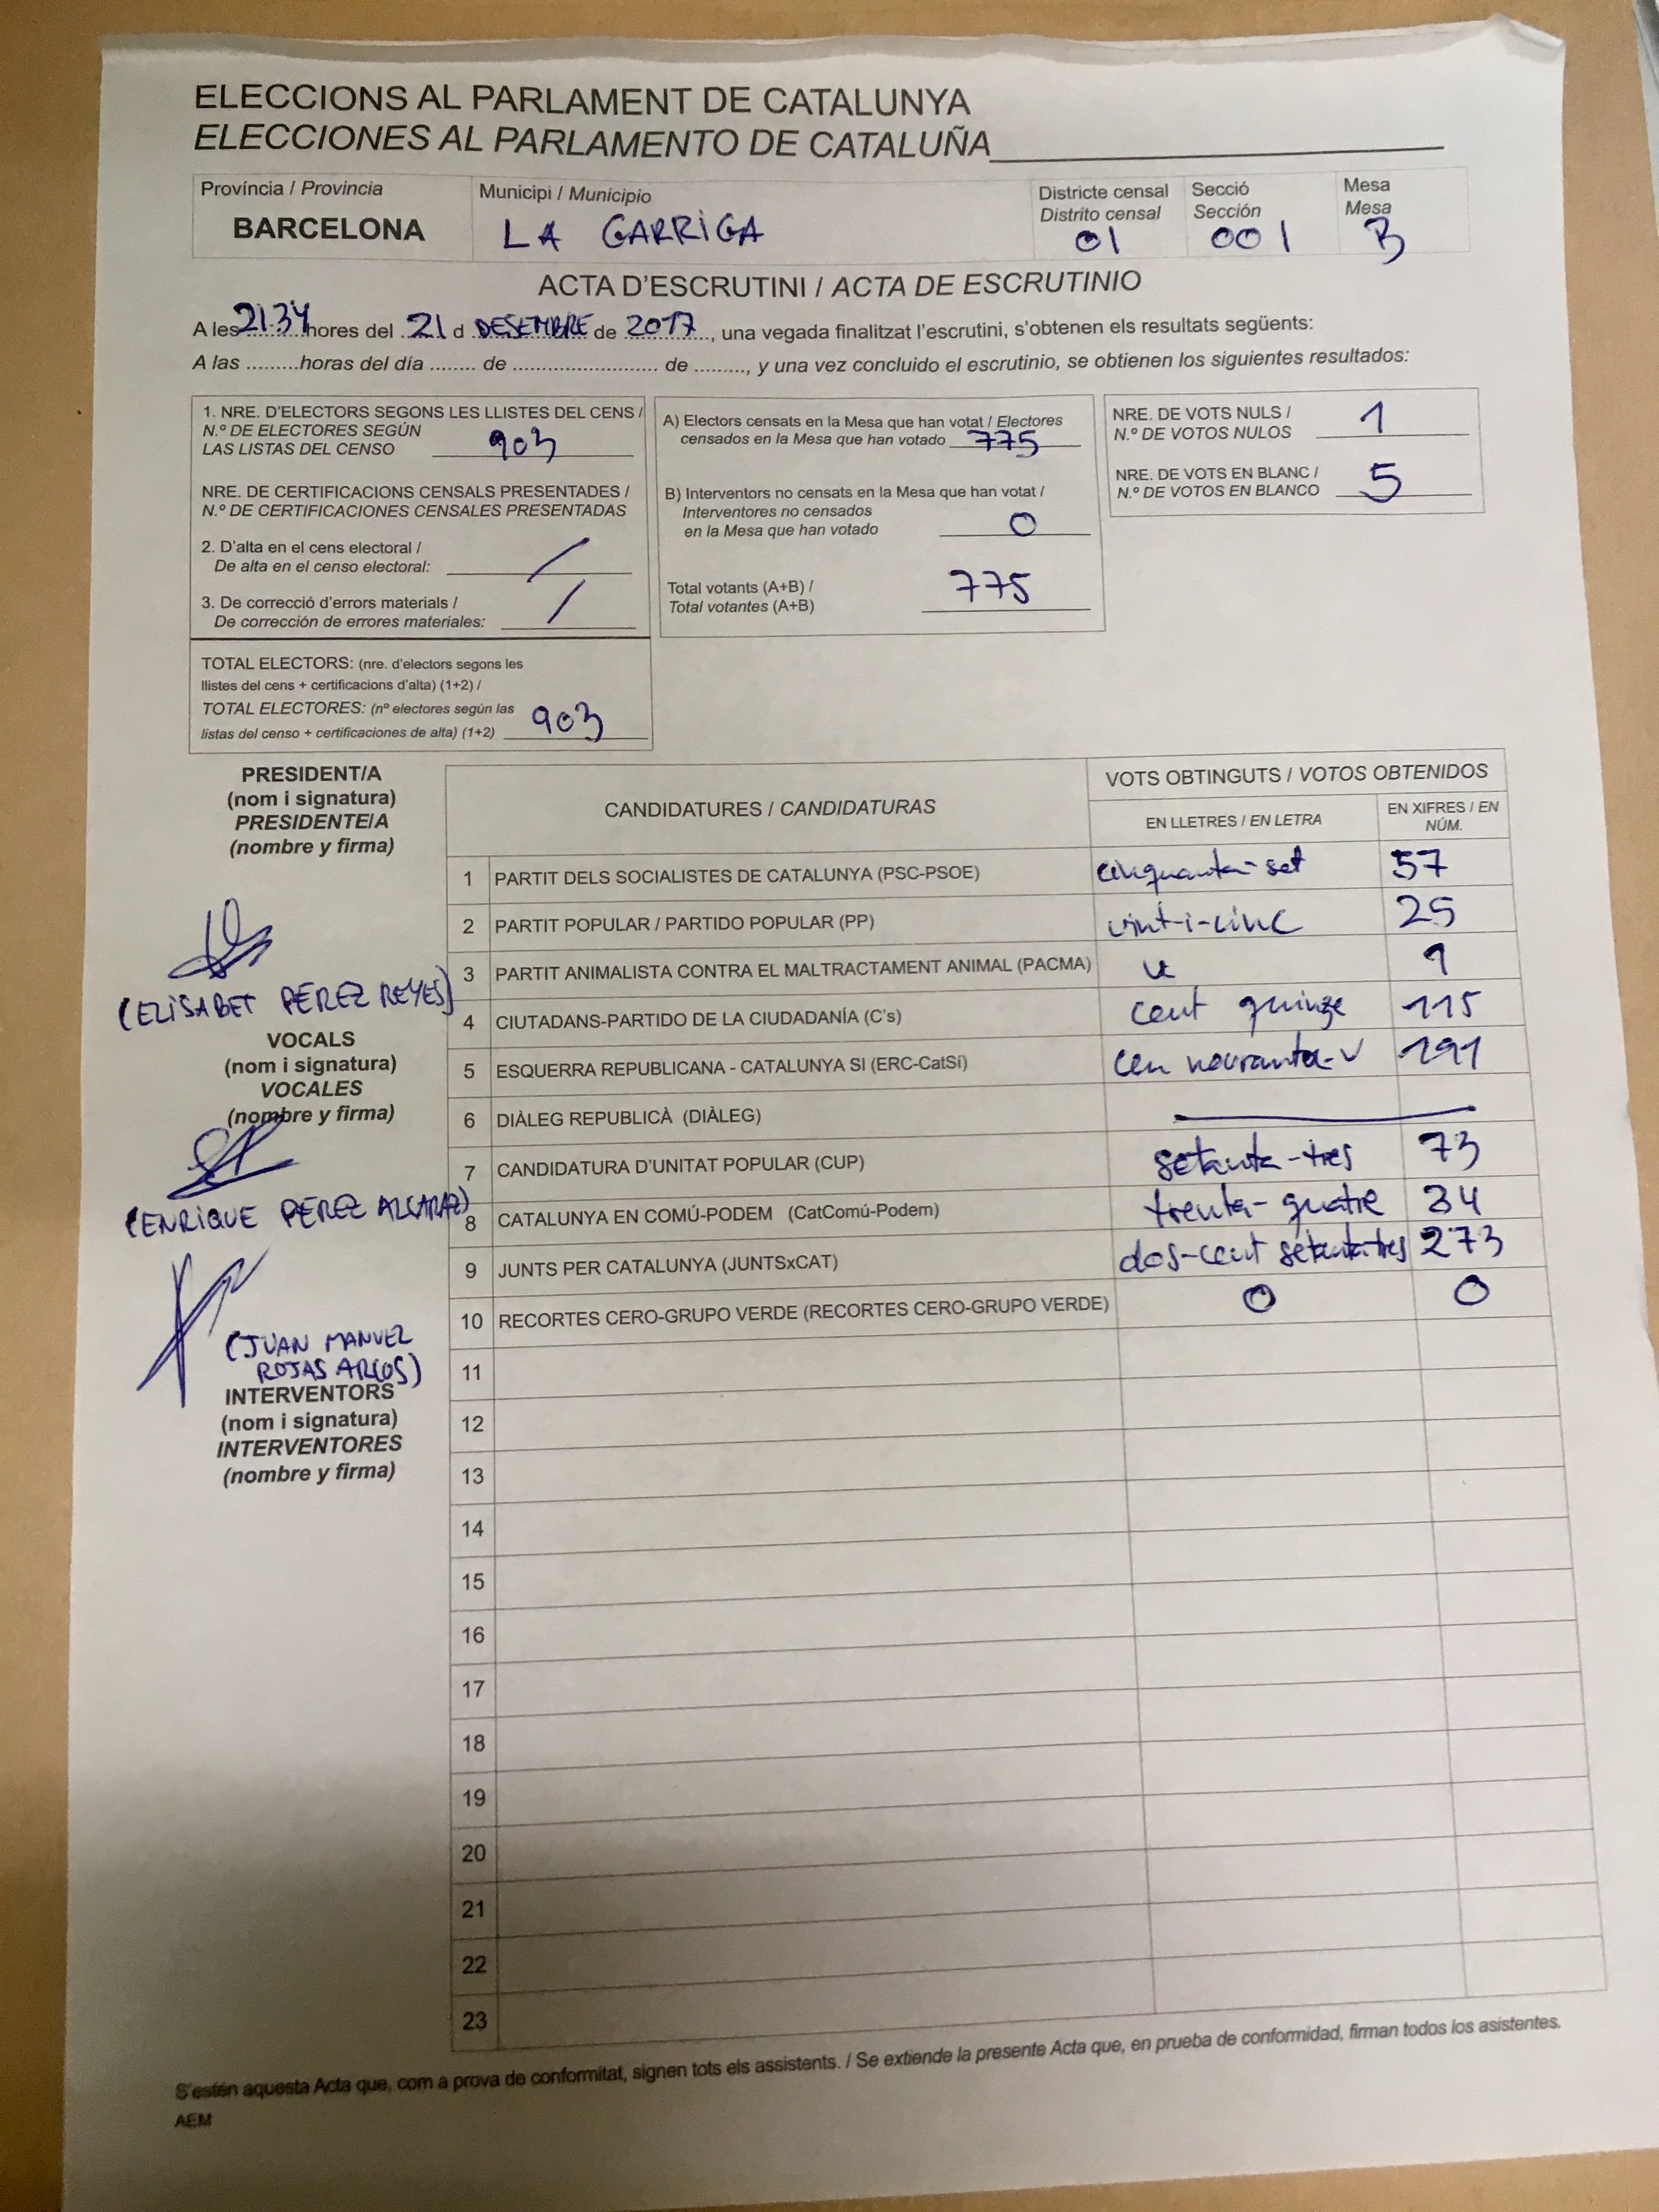 ELECCIONS AL PARLAMENT DE CATALUNYA
ELECCIONES AL PARLAMENTO DE CATALUÑA
Província / Provincia
BARCELONA
Municipi / Municipio
LA GARRIGA
Districte censal
Distrito censal
01
Secció
Sección
001
Mesa
Mesa
B
ACTA D'ESCRUTINI / ACTA DE ESCRUTINIO
A les 21:34 hores del 21 d DESEMBRE de 2017, una vegada finalitzat l'escrutini, s'obtenen els resultats següents:
A las .........horas del día ........ de .......................... de ........., y una vez concluido el escrutinio, se obtienen los siguientes resultados:
1. NRE. D'ELECTORS SEGONS LES LLISTES DEL CENS /
N.º DE ELECTORES SEGÚN
LAS LISTAS DEL CENSO 903
NRE. DE CERTIFICACIONS CENSALS PRESENTADES /
N.º DE CERTIFICACIONES CENSALES PRESENTADAS
2. D'alta en el cens electoral /
De alta en el censo electoral: /
3. De correcció d'errors materials /
De corrección de errores materiales: /
TOTAL ELECTORS: (nre. d'electors segons les
llistes del cens + certificacions d'alta) (1+2) /
TOTAL ELECTORES: (nº electores según las
listas del censo + certificaciones de alta) (1+2) 903
A) Electors censats en la Mesa que han votat / Electores
censados en la Mesa que han votado 775
B) Interventors no censats en la Mesa que han votat /
Interventores no censados
en la Mesa que han votado 0
Total votants (A+B) /
Total votantes (A+B) 775
NRE. DE VOTS NULS /
N.º DE VOTOS NULOS 1
NRE. DE VOTS EN BLANC /
N.º DE VOTOS EN BLANCO 5
PRESIDENT/A
(nom i signatura)
PRESIDENTE/A
(nombre y firma)
(ELISABET PÉREZ REYES)
VOCALS
(nom i signatura)
VOCALES
(nombre y firma)
(ENRIQUE PÉREZ ALCARAZ)
(JUAN MANUEL
ROJAS ARCOS)
INTERVENTORS
(nom i signatura)
INTERVENTORES
(nombre y firma)
CANDIDATURES / CANDIDATURAS
VOTS OBTINGUTS / VOTOS OBTENIDOS
EN LLETRES / EN LETRA
EN XIFRES / EN
NÚM.
1 PARTIT DELS SOCIALISTES DE CATALUNYA (PSC-PSOE) cinquanta-set 57
2 PARTIT POPULAR / PARTIDO POPULAR (PP) vint-i-cinc 25
3 PARTIT ANIMALISTA CONTRA EL MALTRACTAMENT ANIMAL (PACMA) u 1
4 CIUTADANS-PARTIDO DE LA CIUDADANÍA (C's) cent quinze 115
5 ESQUERRA REPUBLICANA - CATALUNYA SI (ERC-CatSí) cen nouranta-v 191
6 DIÀLEG REPUBLICÀ (DIÀLEG)
7 CANDIDATURA D'UNITAT POPULAR (CUP) setanta-tres 73
8 CATALUNYA EN COMÚ-PODEM (CatComú-Podem) trenta-quatre 34
9 JUNTS PER CATALUNYA (JUNTSxCAT) dos-cent setanta-tres 273
10 RECORTES CERO-GRUPO VERDE (RECORTES CERO-GRUPO VERDE) 0 0
11
12
13
14
15
16
17
18
19
20
21
22
23
S'estén aquesta Acta que, com a prova de conformitat, signen tots els assistents. / Se extiende la presente Acta que, en prueba de conformidad, firman todos los asistentes.
AEM